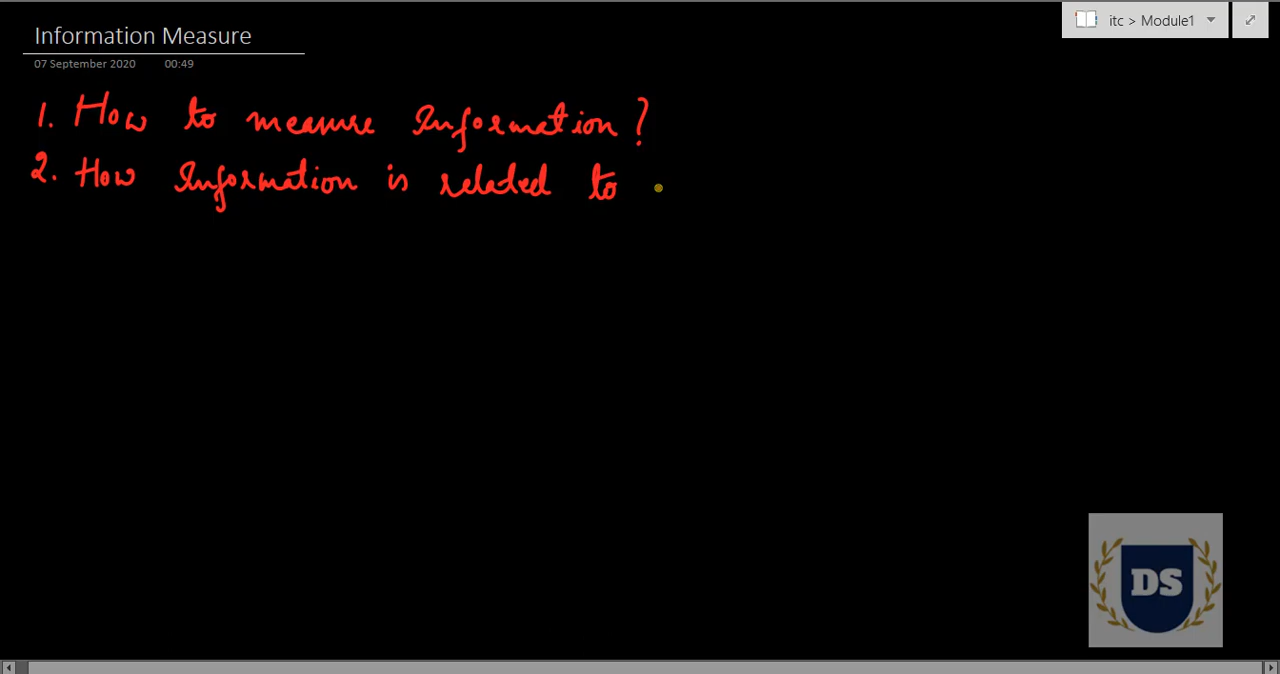 itc > Module1
Information Measure
07 September 2020 00:49
1. How to measure Information?
2. How Information is related to
DS